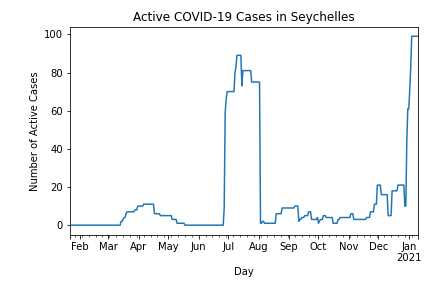 Active COVID-19 Cases in Seychelles
Number of Active Cases
100
80
60
40
20
0
Feb Mar Apr May Jun Jul Aug Sep Oct Nov Dec Jan
2021
Day